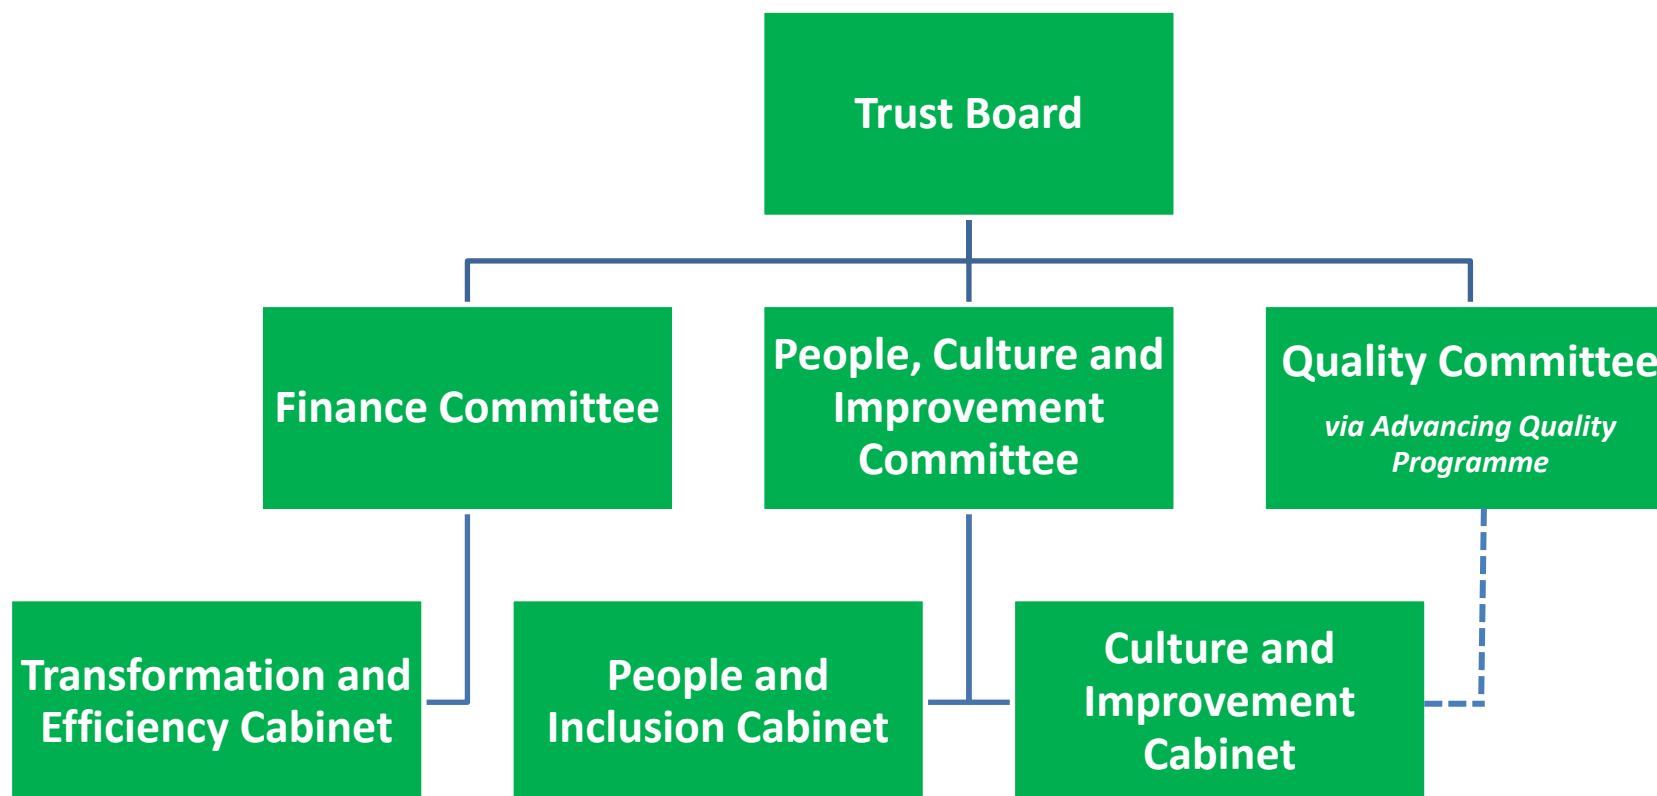 Trust Board
Finance Committee
People, Culture and
Improvement
Committee
Quality Committee
via Advancing Quality
Programme
Transformation and
Efficiency Cabinet
People and
Inclusion Cabinet
Culture and
Improvement
Cabinet